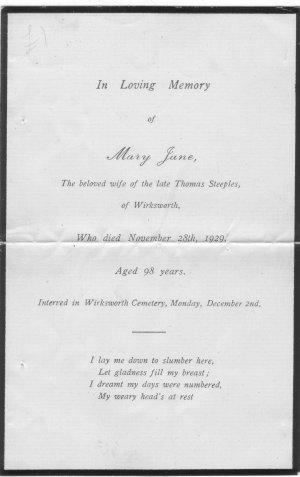 £1
In Loving Memory
of
Mary Jane,
The beloved wife of the late Thomas Steeples,
of Wirksworth,
Who died November 28th, 1929.
Aged 98 years.
Interred in Wirksworth Cemetery, Monday, December 2nd.
I lay me down to slumber here,
Let gladness fill my breast;
I dreamt my days were numbered,
My weary head's at rest